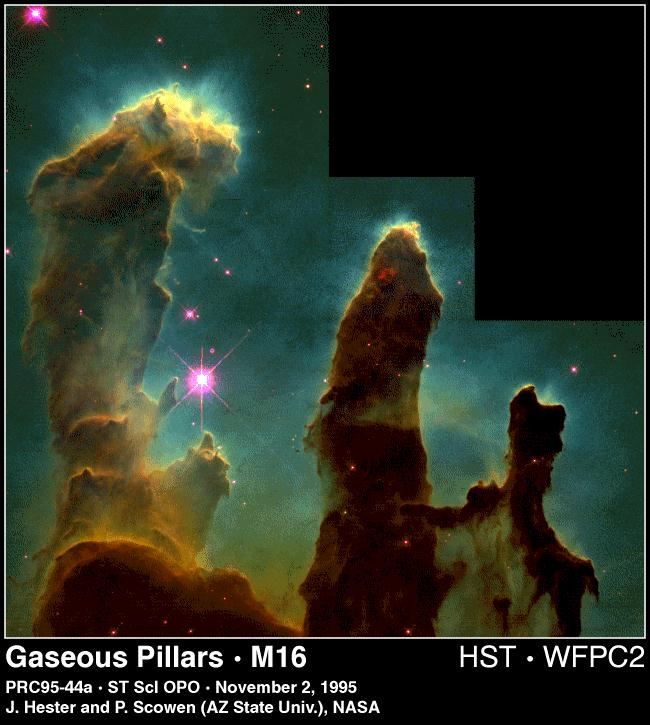 Gaseous Pillars · M16 HST · WFPC2
PRC95-44a · ST ScI OPO · November 2, 1995
J. Hester and P. Scowen (AZ State Univ.), NASA